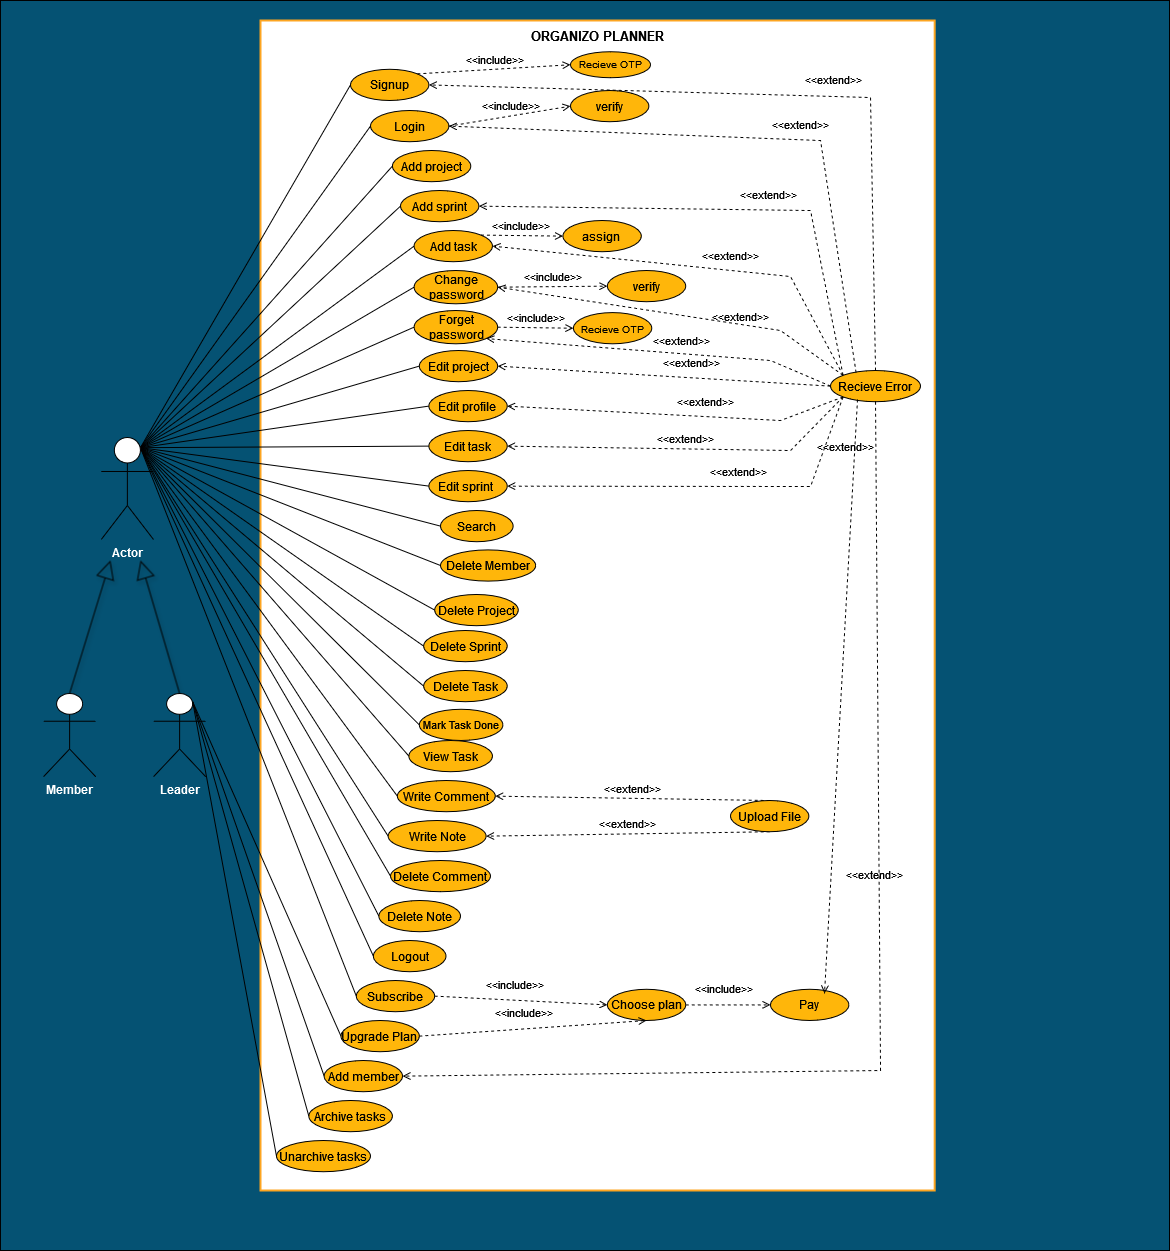 ORGANIZO PLANNER
<<include>>
Recieve OTP
Signup
<<extend>>
<<include>>
verify
Login
<<extend>>
Add project
<<extend>>
Add sprint
<<include>>
assign
Add task
<<extend>>
Change
password
<<include>>
verify
<<extend>>
Forget
password
<<include>>
Recieve OTP
<<extend>>
Edit project
<<extend>>
Recieve Error
Edit profile
<<extend>>
Edit task
<<extend>>
<<extend>>
Edit sprint
<<extend>>
Search
Actor
Delete Member
Delete Project
Delete Sprint
Delete Task
Mark Task Done
View Task
Member
Leader
Write Comment
<<extend>>
Upload File
Write Note
<<extend>>
Delete Comment
<<extend>>
Delete Note
Logout
Subscribe
<<include>>
Choose plan
<<include>>
Pay
<<include>>
Upgrade Plan
Add member
Archive tasks
Unarchive tasks